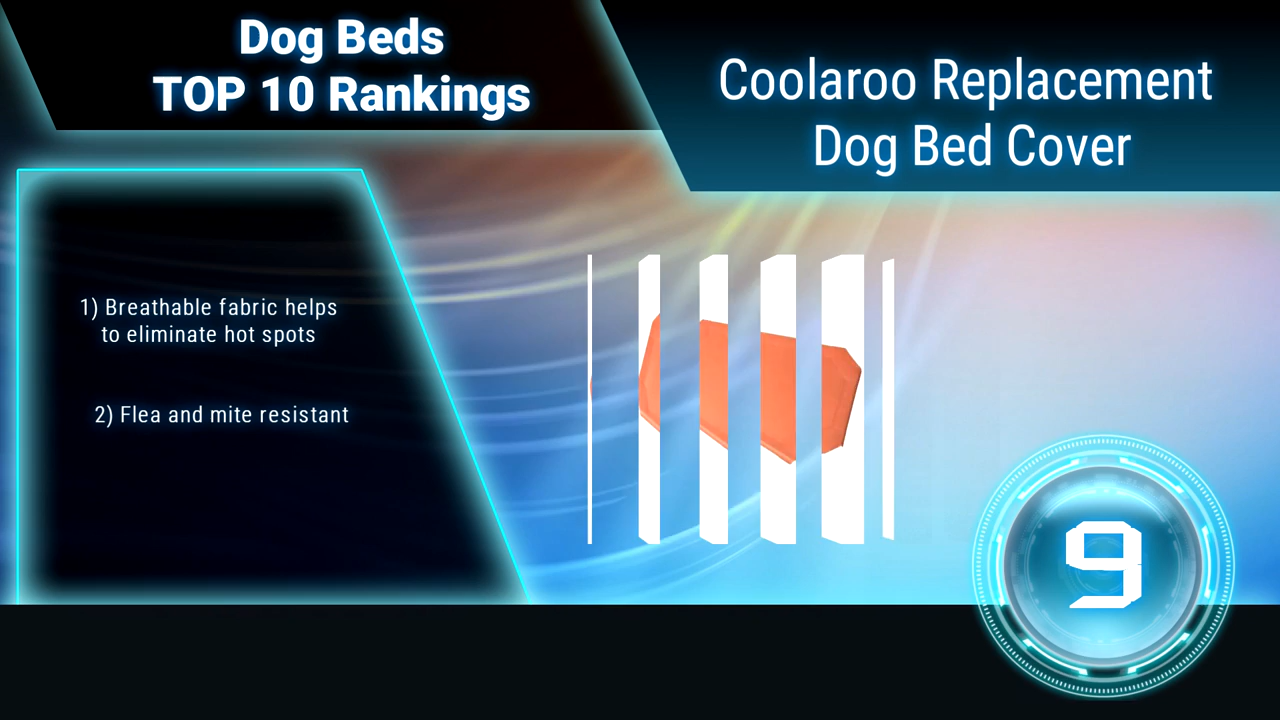 Dog Beds
TOP 10 Rankings
Coolaroo Replacement
Dog Bed Cover
1) Breathable fabric helps
to eliminate hot spots
2) Flea and mite resistant
9